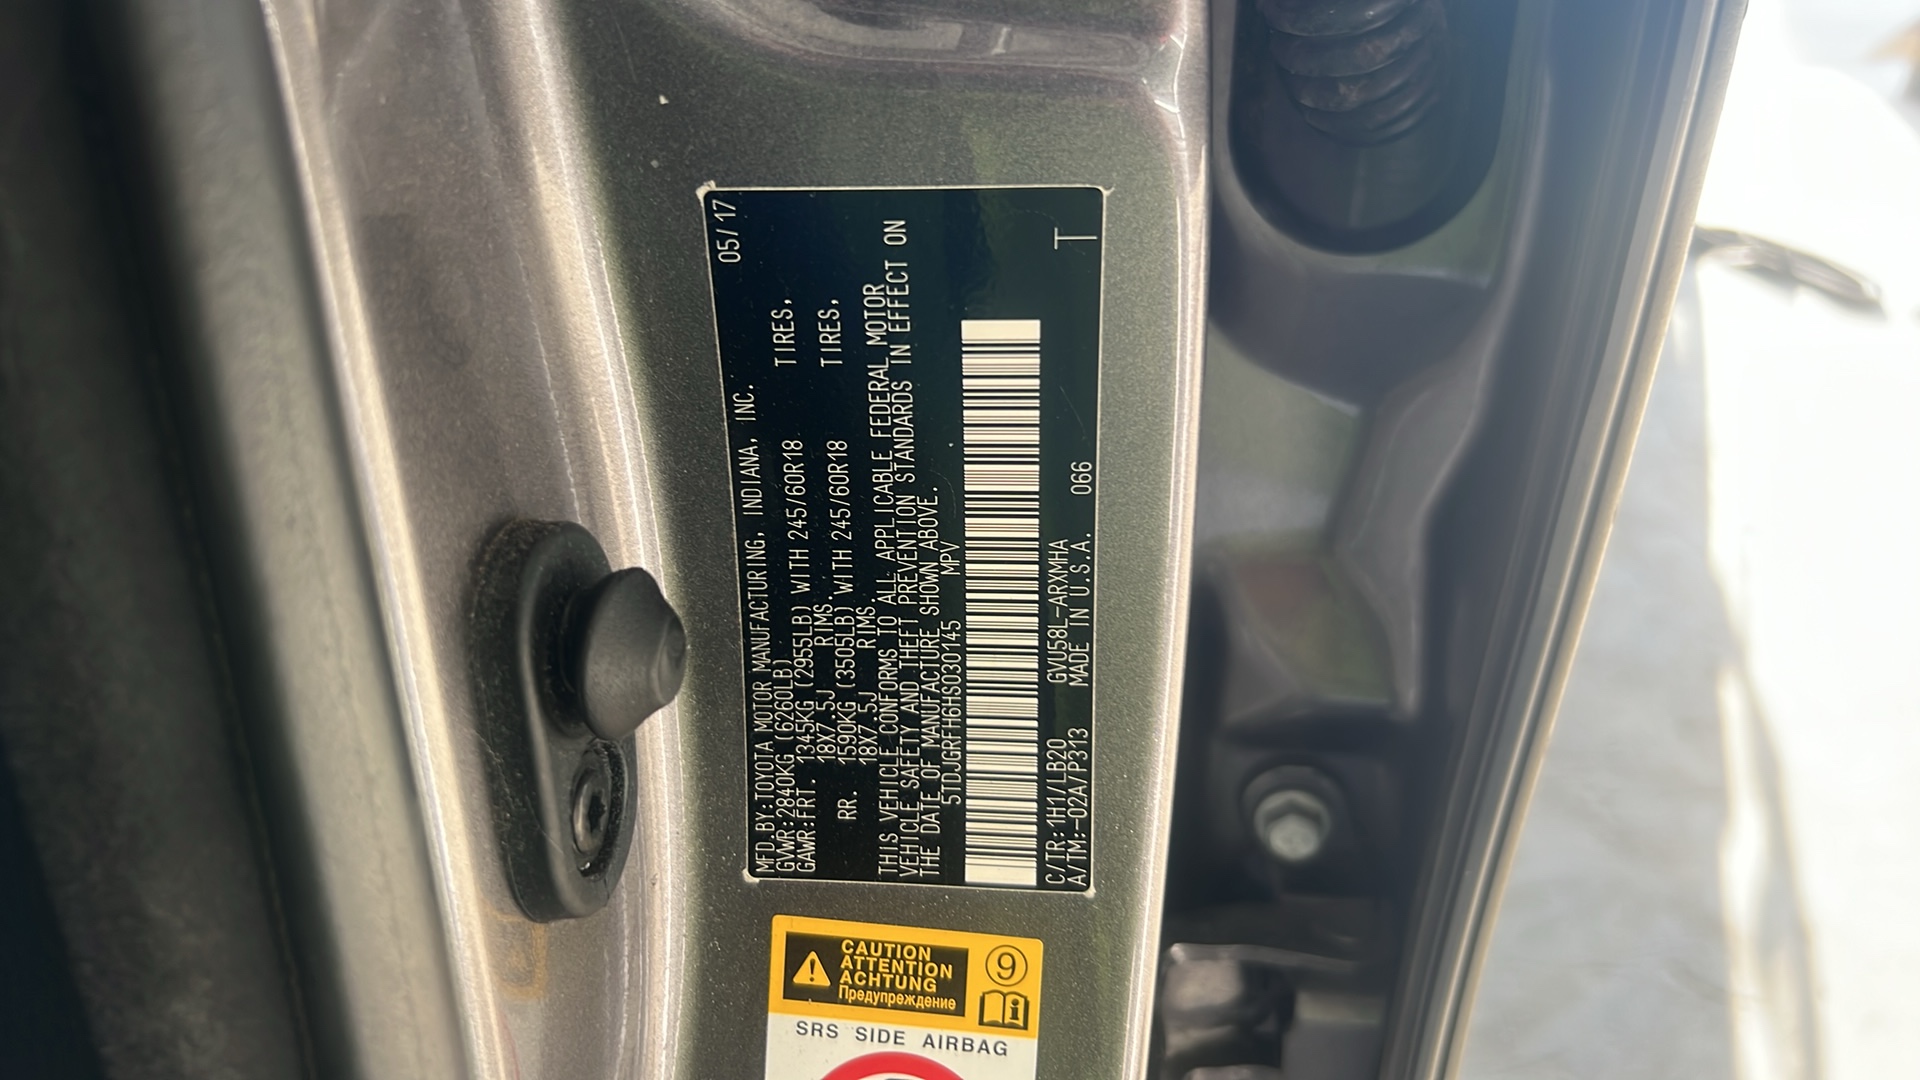 MFD.BY:TOYOTA MOTOR MANUFACTURING, INDIANA, INC. 05/17
GVWR:2840KG (6260LB)
GAWR:FRT. 1345KG (2955LB) WITH 245/60R18 TIRES,
18X7.5J RIMS,
RR. 1590KG (3505LB) WITH 245/60R18 TIRES,
18X7.5J RIMS
THIS VEHICLE CONFORMS TO ALL APPLICABLE FEDERAL MOTOR
VEHICLE SAFETY AND THEFT PREVENTION STANDARDS IN EFFECT ON
THE DATE OF MANUFACTURE SHOWN ABOVE.
5TDJGRFH6HS030145 MPV
C/TR:1H1/LB20 GVU58L-ARXMHA T
A/TM:-02A/P313 MADE IN U.S.A. 066
CAUTION
ATTENTION
ACHTUNG
Предупреждение
9
i
SRS SIDE AIRBAG